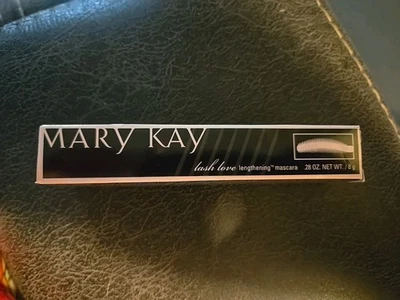 MARY KAY
lash love lengthening™ mascara .28 OZ. NET WT. / 8 g